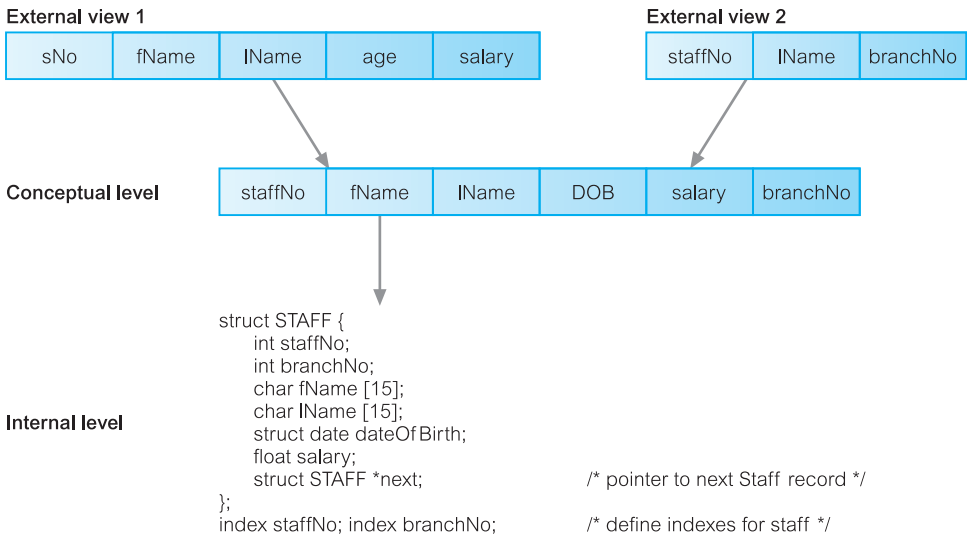 External view 1 External view 2
sNo fName lName age salary staffNo lName branchNo
Conceptual level staffNo fName lName DOB salary branchNo
struct STAFF {
int staffNo;
int branchNo;
char fName [15];
char lName [15];
Internal level
struct date dateOfBirth;
float salary;
struct STAFF *next; /* pointer to next Staff record */
};
index staffNo; index branchNo; /* define indexes for staff */